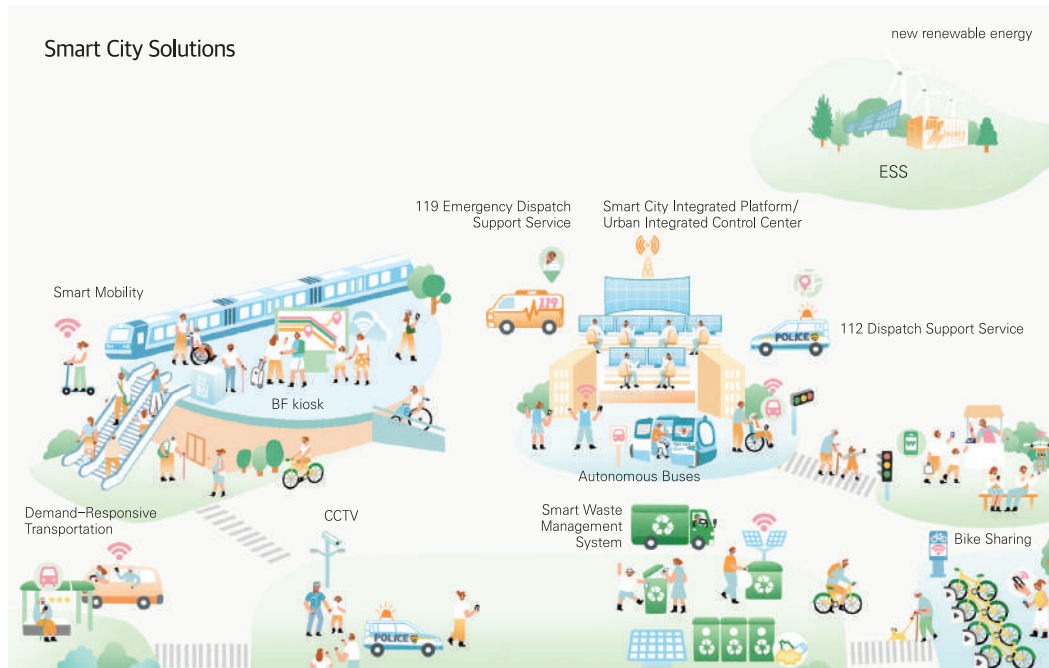 Smart City Solutions
new renewable energy
ESS
119 Emergency Dispatch
Support Service
Smart City Integrated Platform/
Urban Integrated Control Center
Smart Mobility
119
112 Dispatch Support Service
POLICE
BF kiosk
Autonomous Buses
Demand-Responsive
Transportation
CCTV
Smart Waste
Management
System
Bike Sharing
POLICE